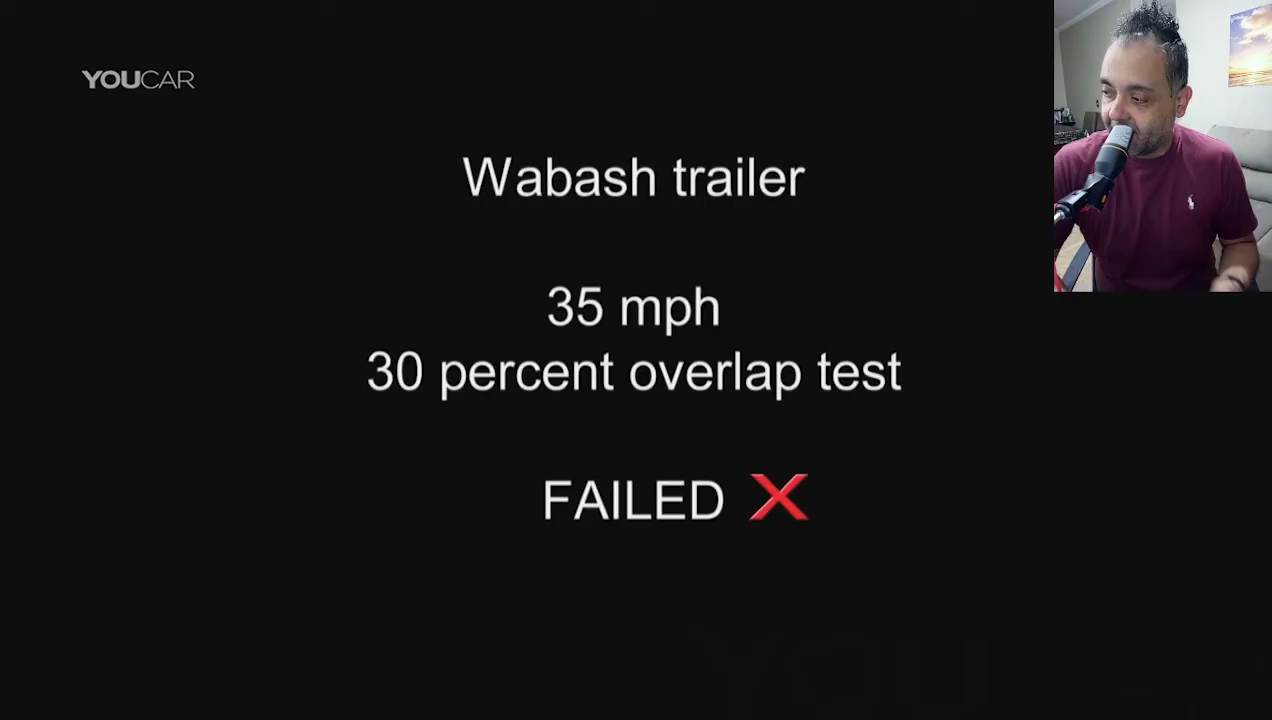 YOUCAR
Wabash trailer
35 mph
30 percent overlap test
FAILED ❌